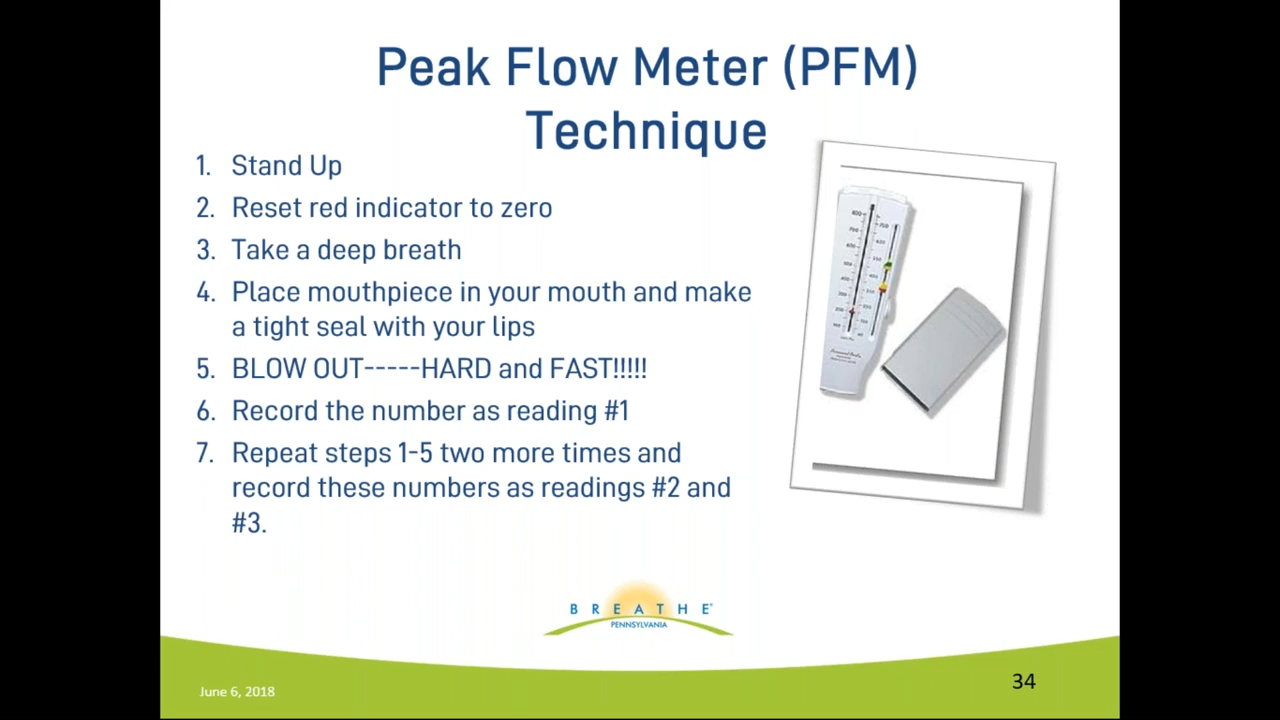 Peak Flow Meter (PFM)
Technique
1. Stand Up
2. Reset red indicator to zero
3. Take a deep breath
4. Place mouthpiece in your mouth and make
a tight seal with your lips
5. BLOW OUT-----HARD and FAST!!!!!
6. Record the number as reading #1
7. Repeat steps 1-5 two more times and
record these numbers as readings #2 and
#3.
BREATHE
PENNSYLVANIA
June 6, 2018
34